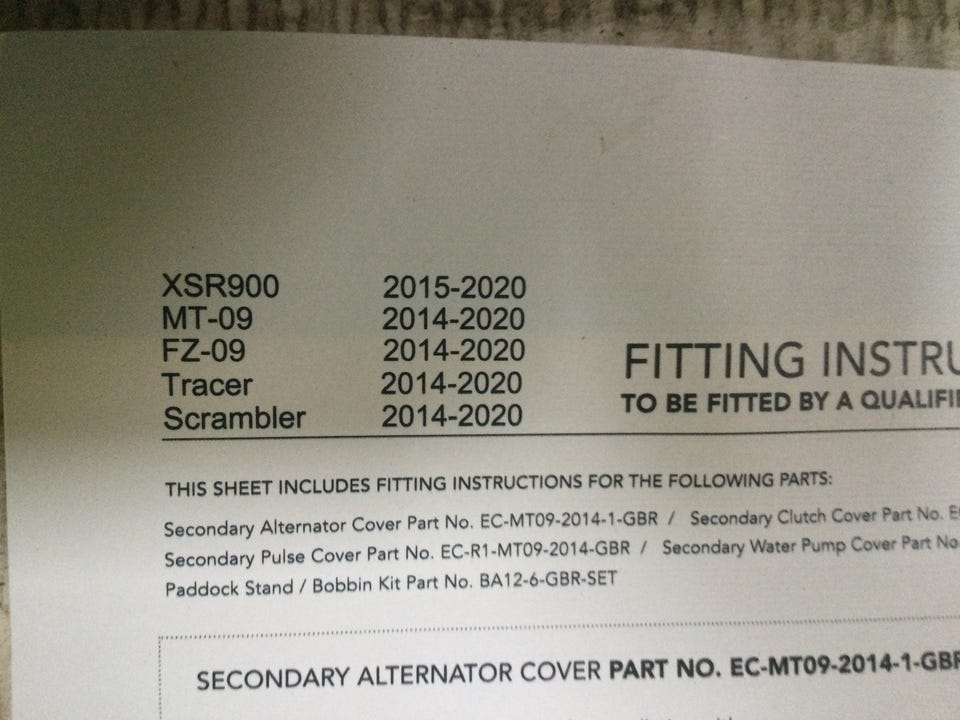 XSR900 2015-2020
MT-09 2014-2020
FZ-09 2014-2020
Tracer 2014-2020
Scrambler 2014-2020
FITTING INSTRU
TO BE FITTED BY A QUALIFI
THIS SHEET INCLUDES FITTING INSTRUCTIONS FOR THE FOLLOWING PARTS:
Secondary Alternator Cover Part No. EC-MT09-2014-1-GBR / Secondary Clutch Cover Part No. E
Secondary Pulse Cover Part No. EC-R1-MT09-2014-GBR / Secondary Water Pump Cover Part No
Paddock Stand / Bobbin Kit Part No. BA12-6-GBR-SET
SECONDARY ALTERNATOR COVER PART NO. EC-MT09-2014-1-GBR